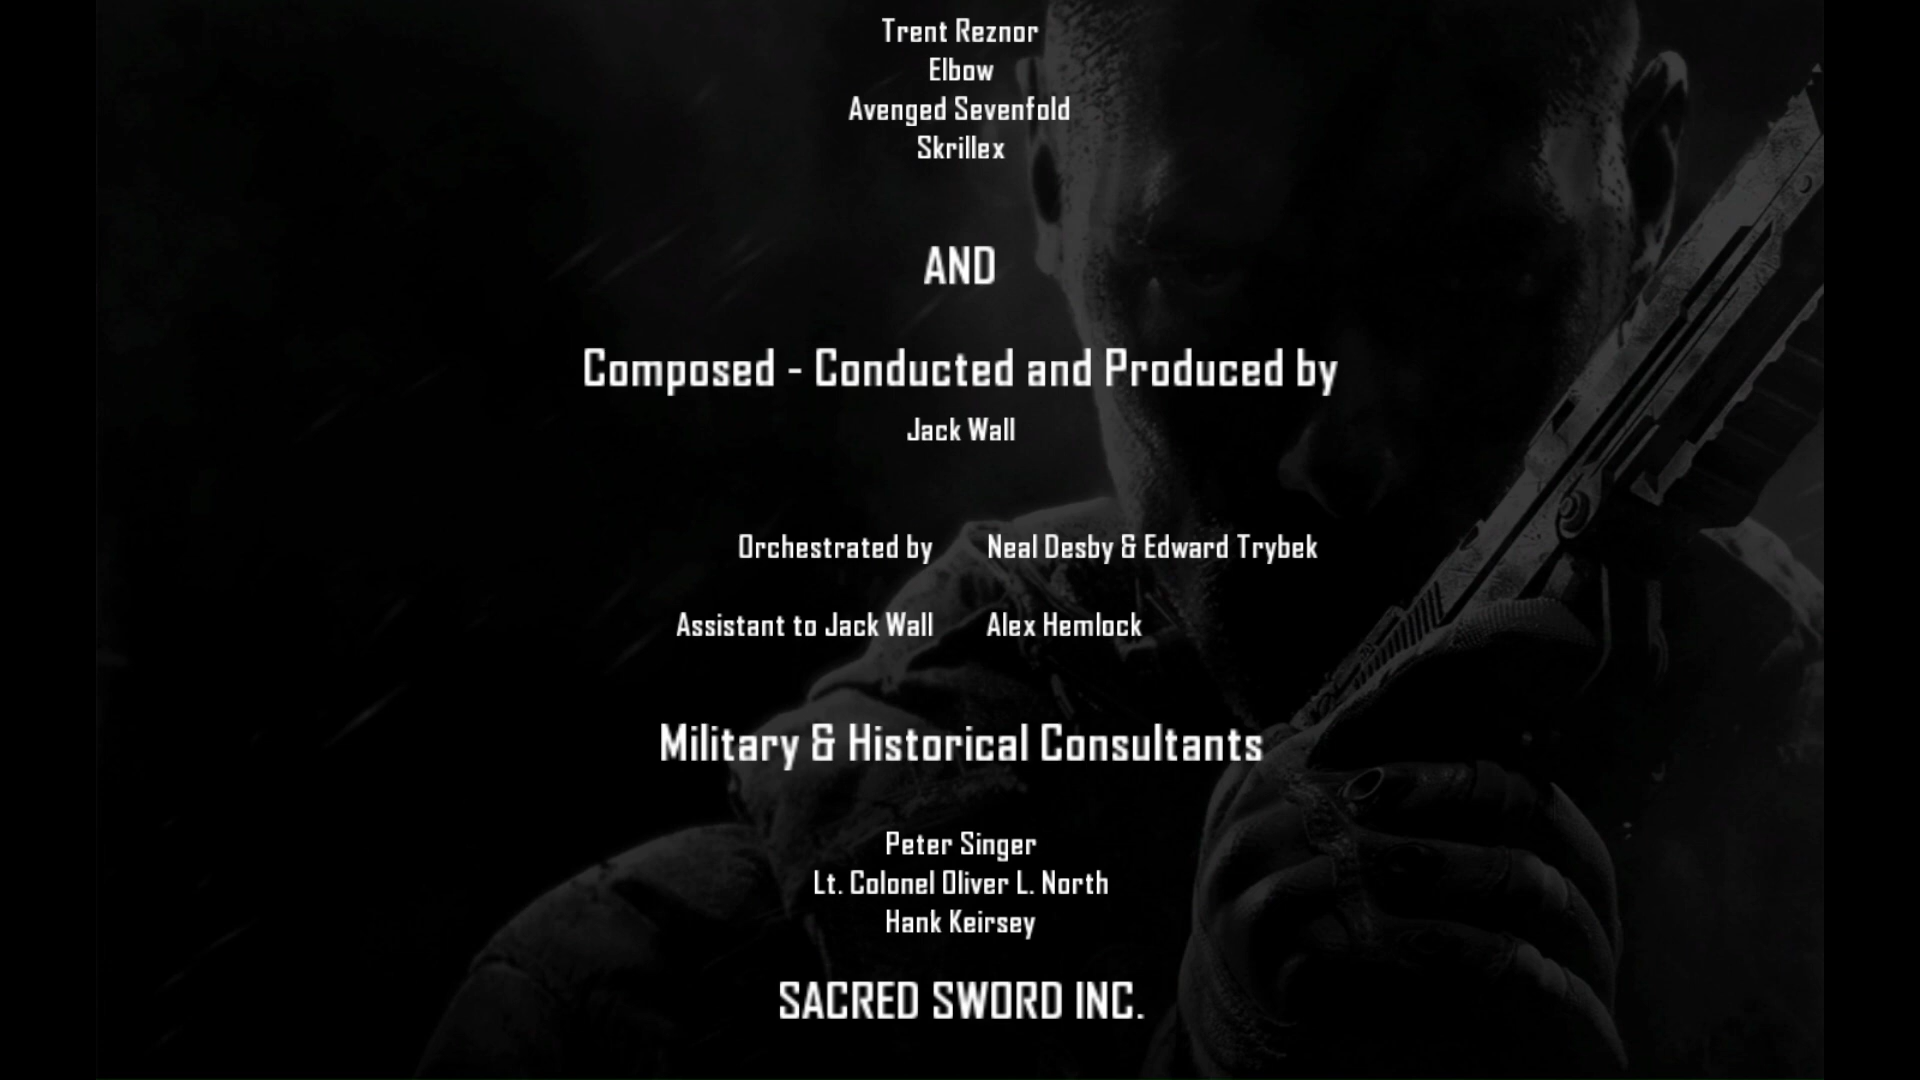 Trent Reznor
Elbow
Avenged Sevenfold
Skrillex
AND
Composed - Conducted and Produced by
Jack Wall
Orchestrated by Neal Desby & Edward Trybek
Assistant to Jack Wall Alex Hemlock
Military & Historical Consultants
Peter Singer
Lt. Colonel Oliver L. North
Hank Keirsey
SACRED SWORD INC.